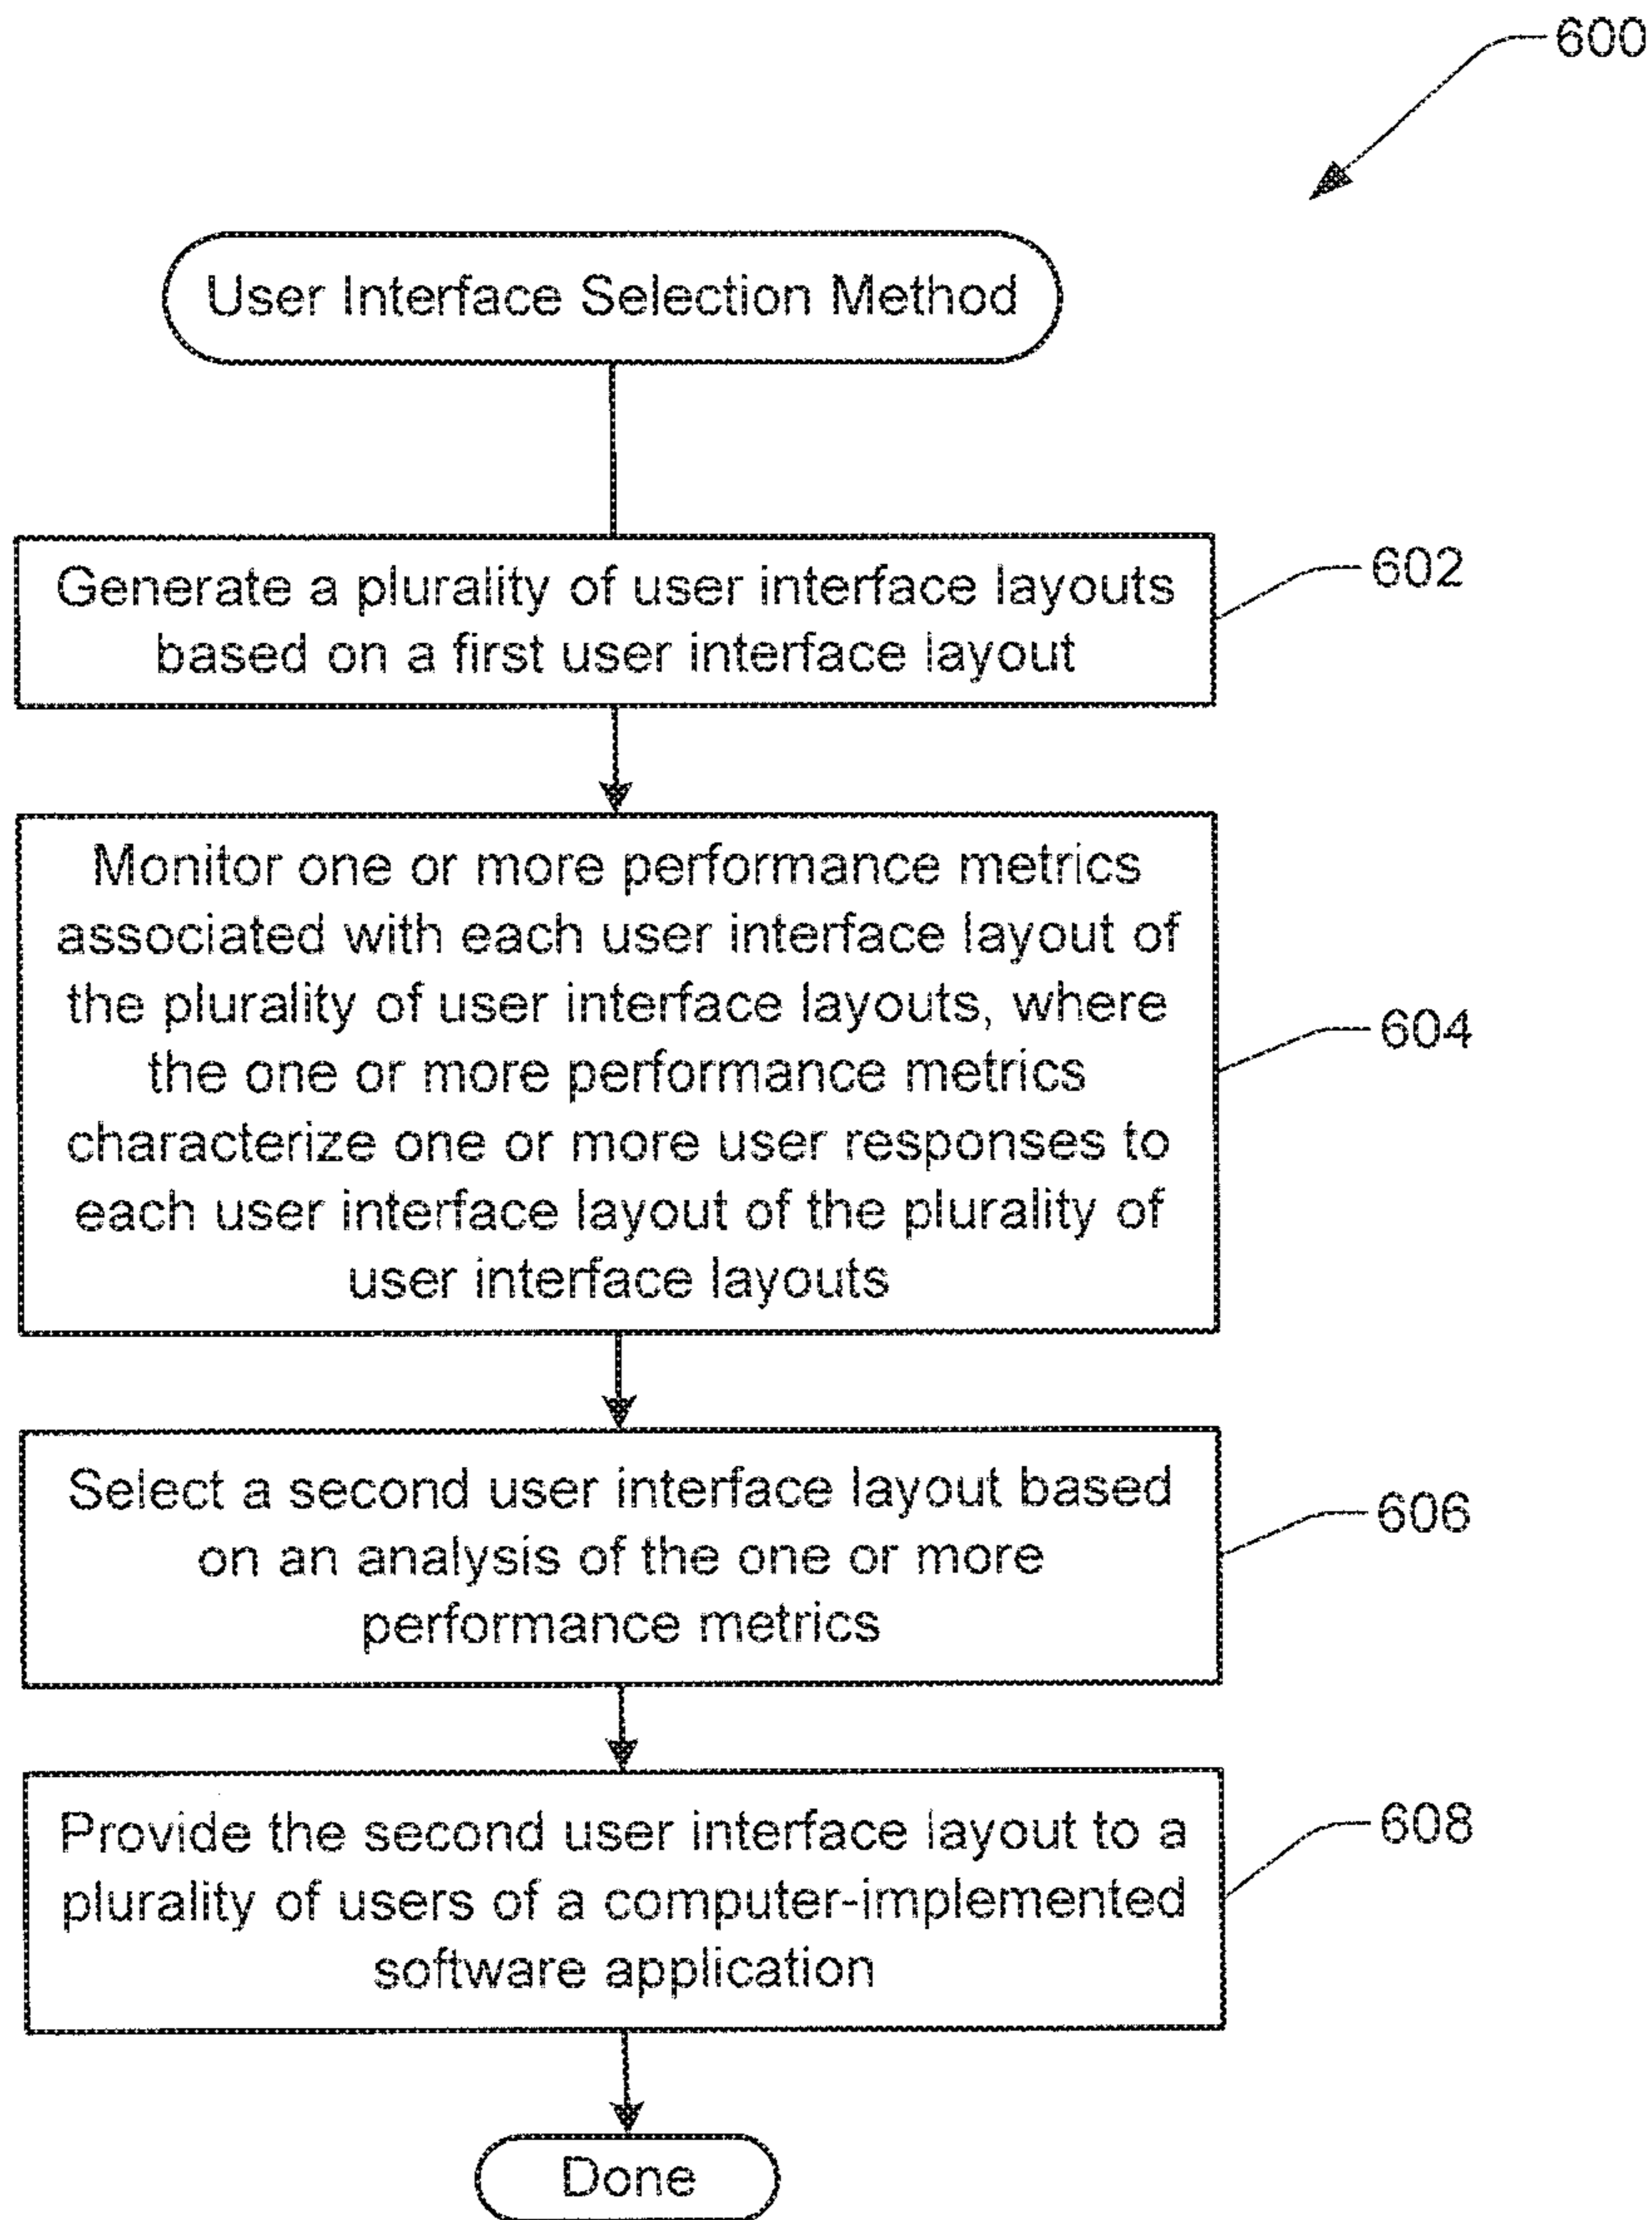 600
User Interface Selection Method
Generate a plurality of user interface layouts
based on a first user interface layout
602
Monitor one or more performance metrics
associated with each user interface layout of
the plurality of user interface layouts, where
the one or more performance metrics
characterize one or more user responses to
each user interface layout of the plurality of
user interface layouts
604
Select a second user interface layout based
on an analysis of the one or more
performance metrics
606
Provide the second user interface layout to a
plurality of users of a computer-implemented
software application
608
Done